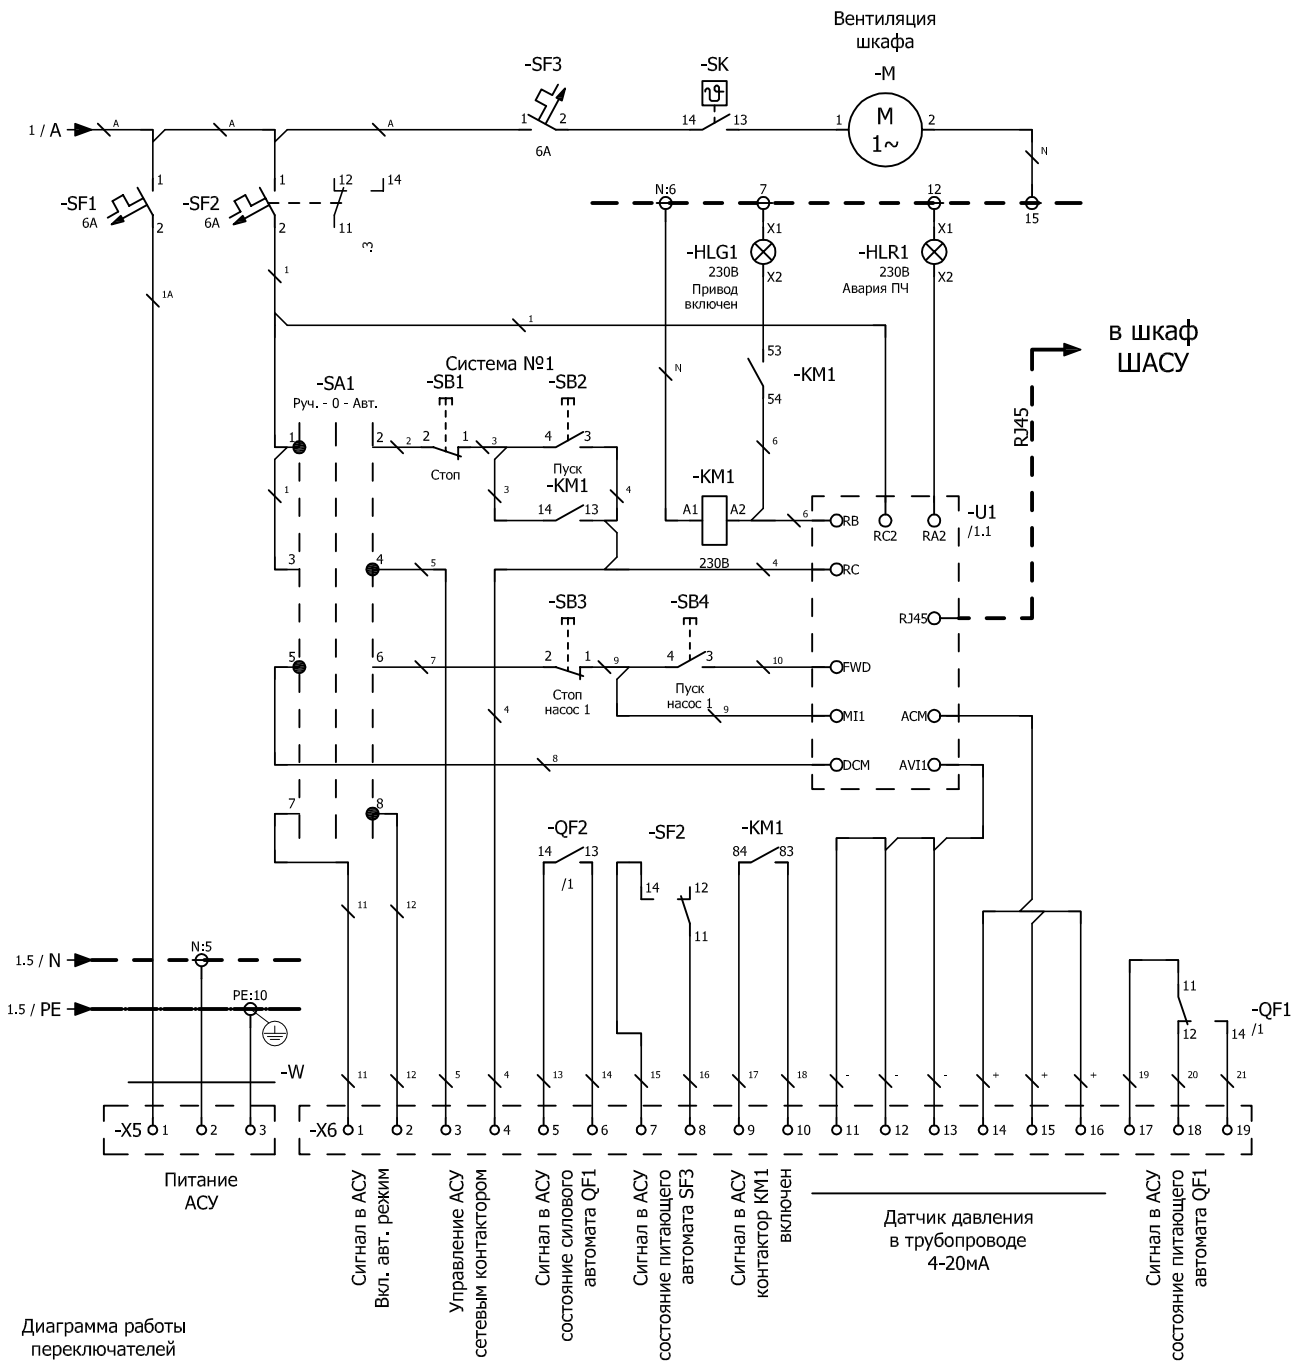 Вентиляция
шкафа
-SF3
-SK
-M
1 / A
A
A
A
1
2
6A
14
13
1
M
1~
2
N
-SF1
6A
1
2
-SF2
6A
1
2
12
14
11
.3
N:6
7
12
15
-HLG1
230В
Привод
включен
X1
X2
-HLR1
230В
Авария ПЧ
X1
X2
1
1A
1
в шкаф
ШАСУ
RJ45
Система №1
-SA1
Руч. - 0 - Авт.
-SB1
-SB2
N
53
-KM1
54
1
2
2
2
1
Стоп
3
4
3
Пуск
6
1
3
-KM1
14
13
4
-KM1
A1
A2
230В
6
RB
RC2
RA2
-U1
/1.1
3
4
5
4
RC
-SB3
-SB4
RJ45
5
6
7
2
1
Стоп
насос 1
9
4
3
Пуск
насос 1
10
FWD
4
9
MI1
ACM
8
DCM
AVI1
7
8
-QF2
14
13
/1
-SF2
14
12
11
-KM1
84
83
11
12
1.5 / N
N:5
1.5 / PE
PE:10
11
12
14
-QF1
/1
-W
11
12
5
4
13
14
15
16
17
18
-
-
-
+
+
+
19
20
21
-X5
1
2
3
-X6
1
2
3
4
5
6
7
8
9
10
11
12
13
14
15
16
17
18
19
Питание
АСУ
Сигнал в АСУ
Вкл. авт. режим
Управление АСУ
сетевым контактором
Сигнал в АСУ
состояние силового
автомата QF1
Сигнал в АСУ
состояние питающего
автомата SF3
Сигнал в АСУ
контактор KM1
включен
Датчик давления
в трубопроводе
4-20мА
Сигнал в АСУ
состояние питающего
автомата QF1
Диаграмма работы
переключателей